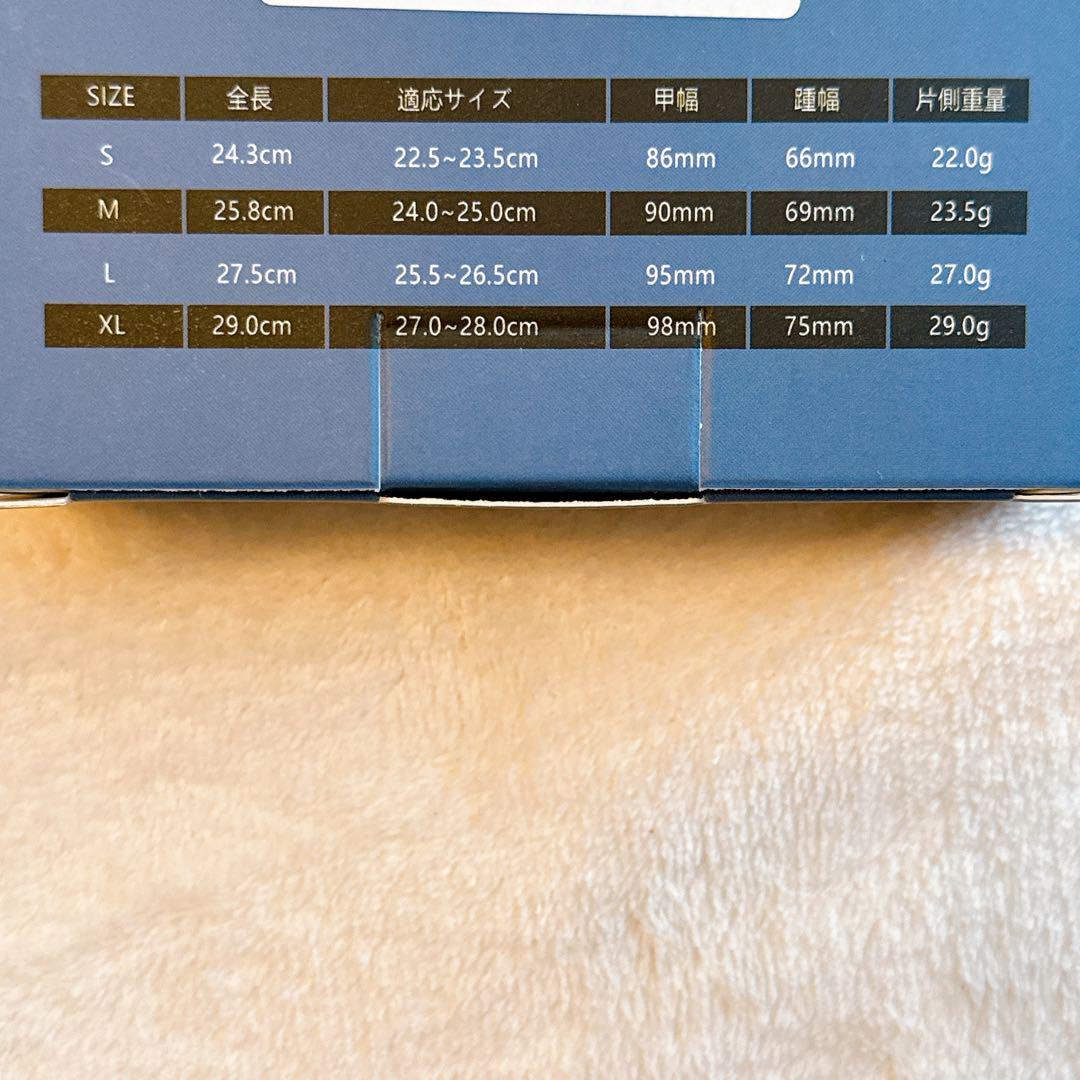 SIZE 全長 適応サイズ 甲幅 踵幅 片側重量
S 24.3cm 22.5~23.5cm 86mm 66mm 22.0g
M 25.8cm 24.0~25.0cm 90mm 69mm 23.5g
L 27.5cm 25.5~26.5cm 95mm 72mm 27.0g
XL 29.0cm 27.0~28.0cm 98mm 75mm 29.0g